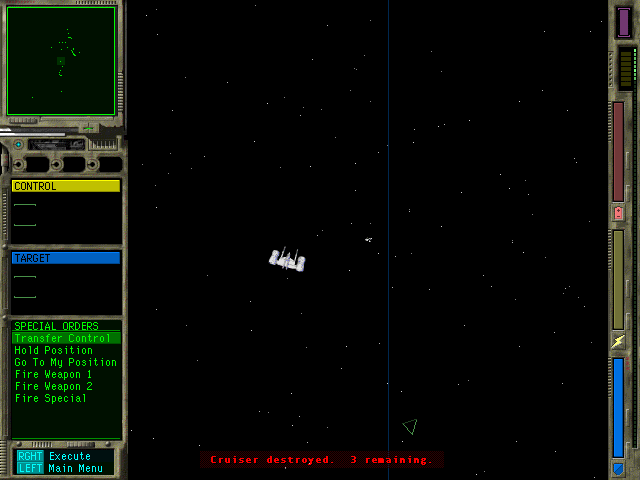 CONTROL
TARGET
SPECIAL ORDERS
Transfer Control
Hold Position
Go To My Position
Fire Weapon 1
Fire Weapon 2
Fire Special
RGHT Execute
LEFT Main Menu
Cruiser destroyed. 3 remaining.